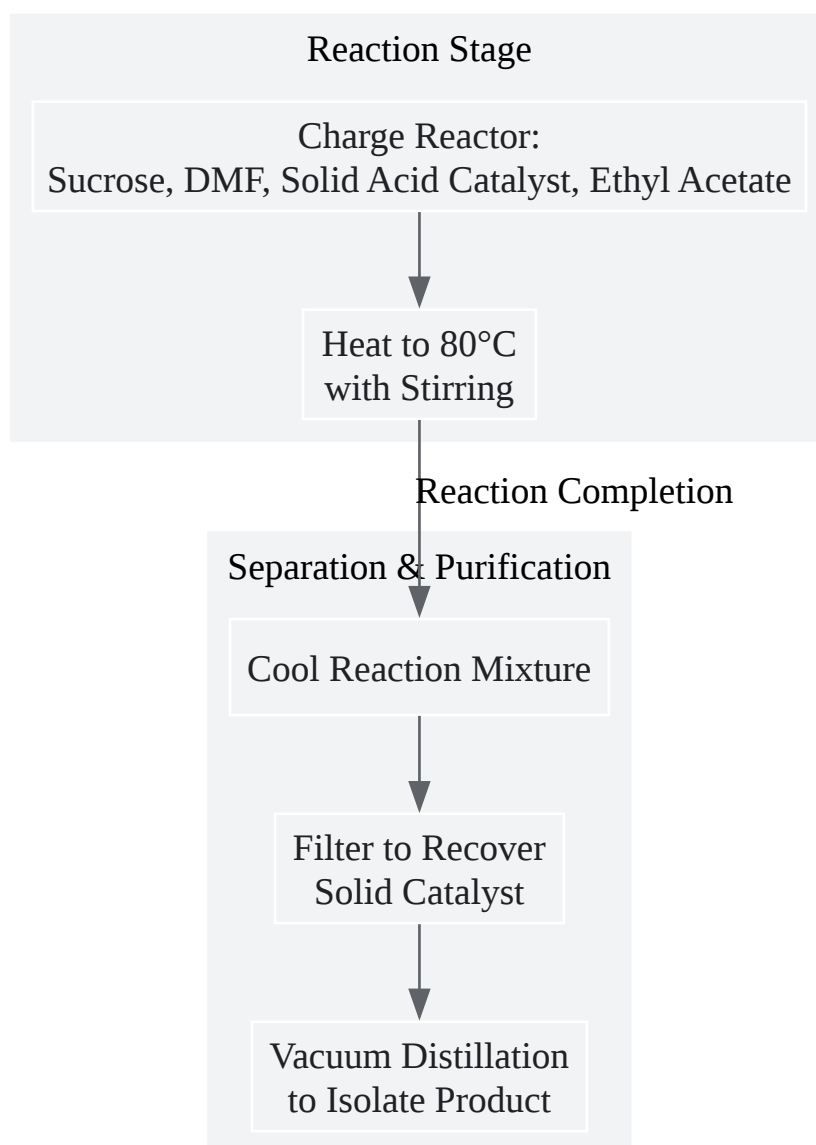 Reaction Stage
Charge Reactor:
Sucrose, DMF, Solid Acid Catalyst, Ethyl Acetate
Heat to 80°C
with Stirring
Reaction Completion
Separation & Purification
Cool Reaction Mixture
Filter to Recover
Solid Catalyst
Vacuum Distillation
to Isolate Product